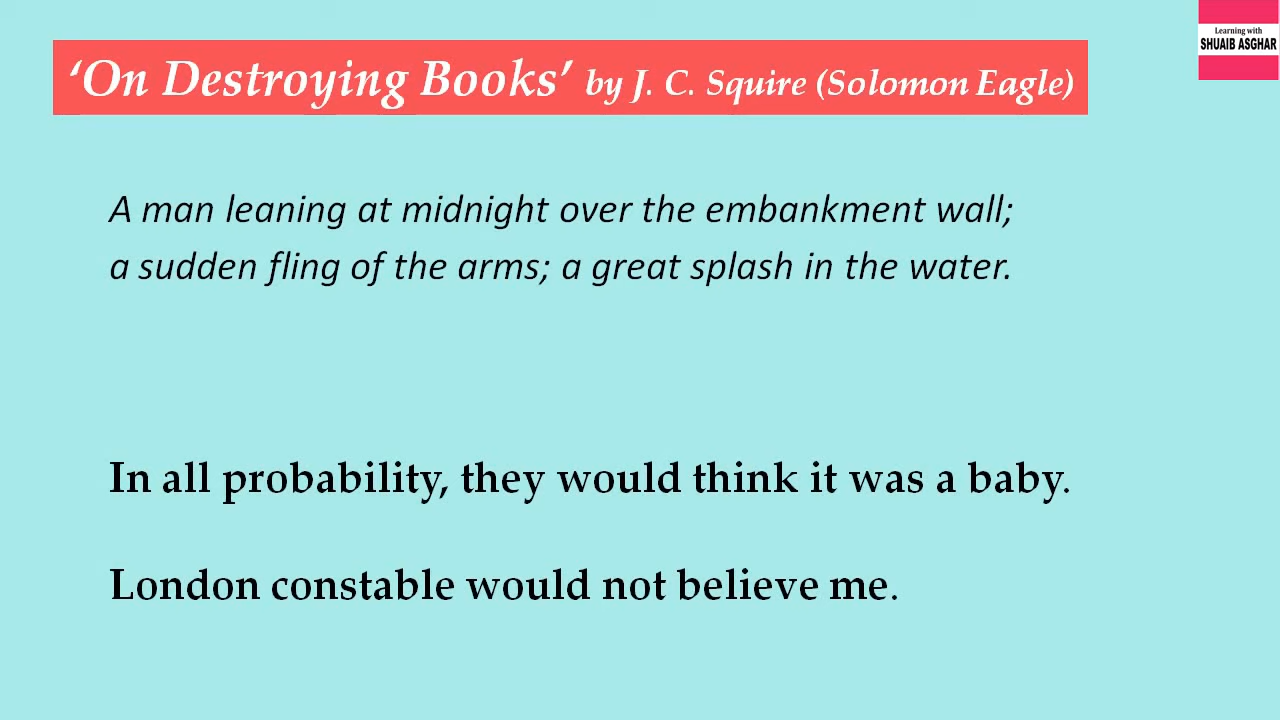 Learning with
SHUAIB ASGHAR
‘On Destroying Books’ by J. C. Squire (Solomon Eagle)
A man leaning at midnight over the embankment wall;
a sudden fling of the arms; a great splash in the water.
In all probability, they would think it was a baby.
London constable would not believe me.